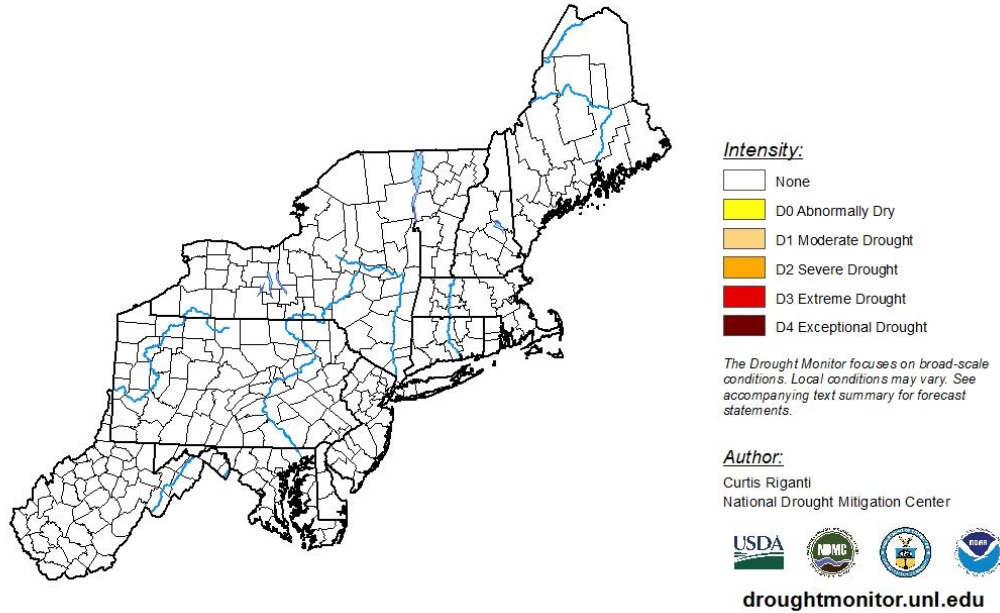 Intensity:
None
D0 Abnormally Dry
D1 Moderate Drought
D2 Severe Drought
D3 Extreme Drought
D4 Exceptional Drought
The Drought Monitor focuses on broad-scale
conditions. Local conditions may vary. See
accompanying text summary for forecast
statements.
Author:
Curtis Riganti
National Drought Mitigation Center
USDA
NDMC
NOAA
droughtmonitor.unl.edu